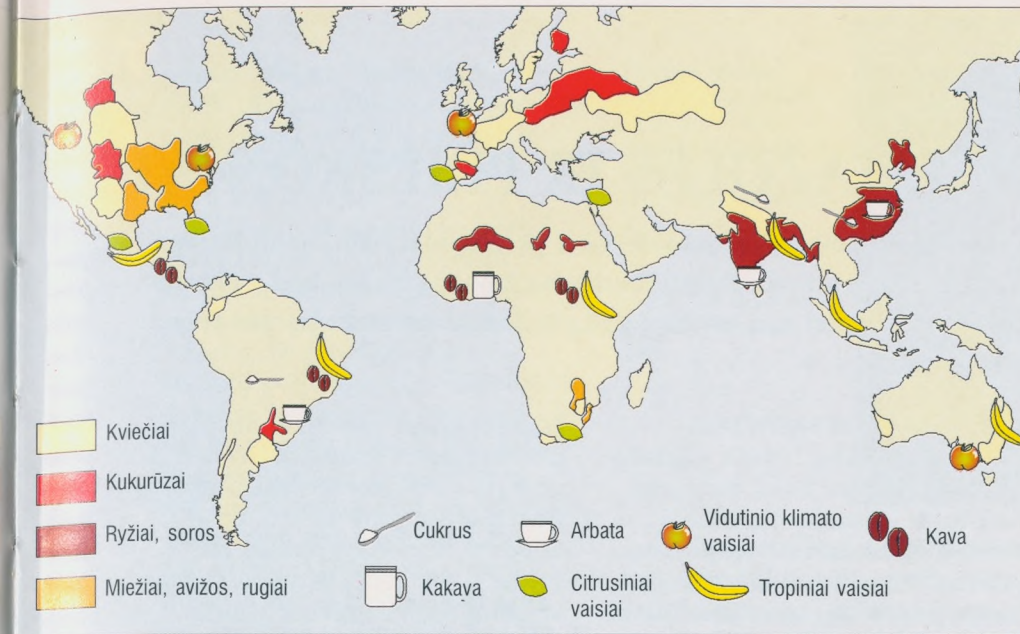 Kviečiai
Kukurūzai
Ryžiai, soros
Miežiai, avižos, rugiai
Cukrus
Kakava
Arbata
Citrusiniai
vaisiai
Vidutinio klimato
vaisiai
Tropiniai vaisiai
Kava